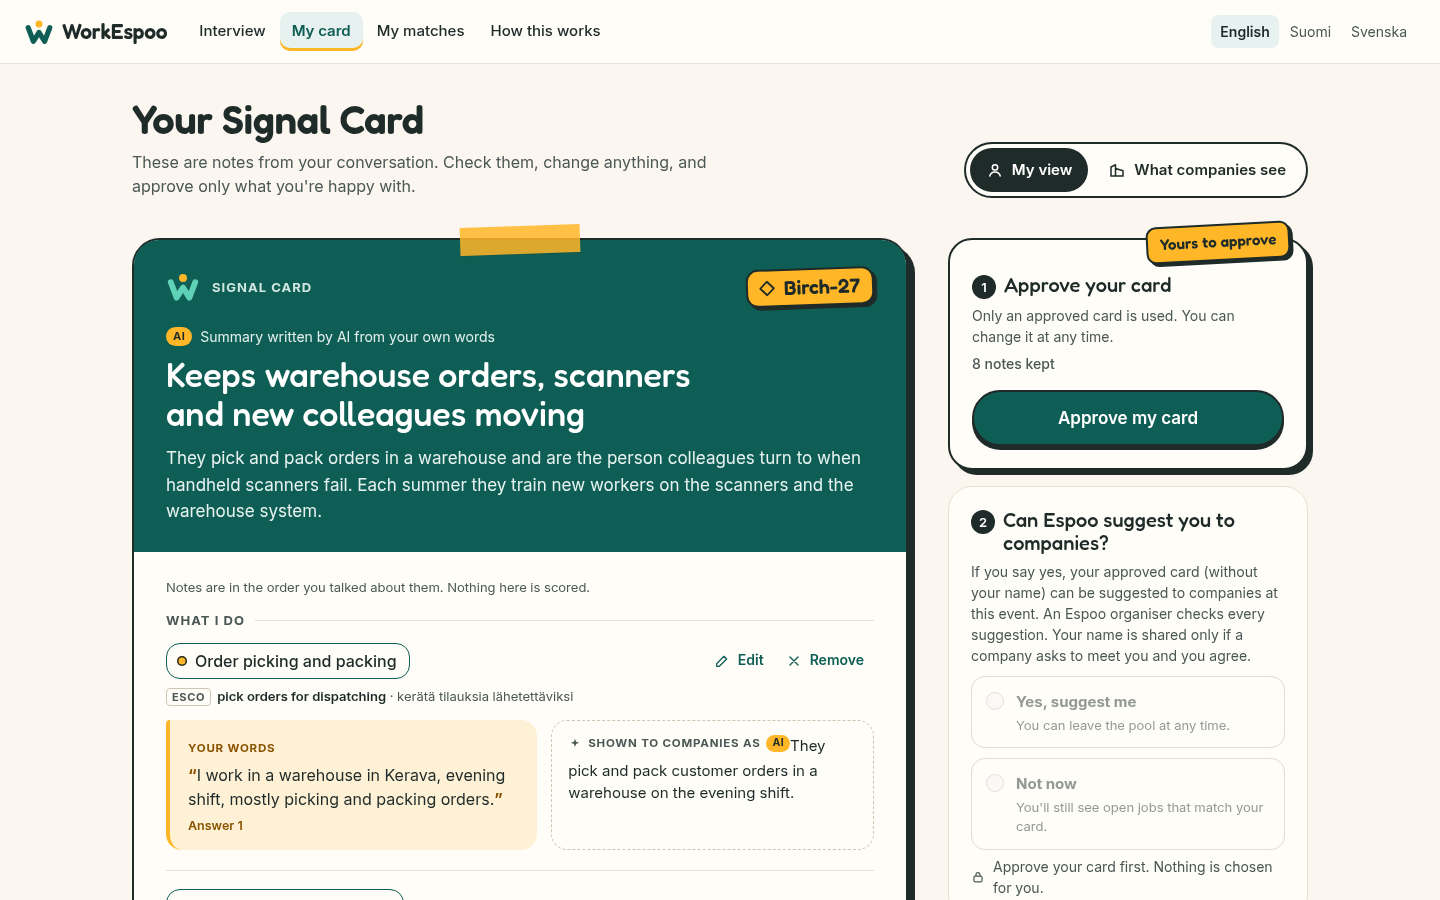 WorkEspoo
Interview
My card
My matches
How this works
English
Suomi
Svenska
Your Signal Card
These are notes from your conversation. Check them, change anything, and
approve only what you're happy with.
My view
What companies see
SIGNAL CARD
Birch-27
AI Summary written by AI from your own words
Keeps warehouse orders, scanners
and new colleagues moving
They pick and pack orders in a warehouse and are the person colleagues turn to when
handheld scanners fail. Each summer they train new workers on the scanners and the
warehouse system.
Notes are in the order you talked about them. Nothing here is scored.
WHAT I DO
Order picking and packing
Edit
Remove
ESCO pick orders for dispatching · kerätä tilauksia lähetettäviksi
YOUR WORDS
“I work in a warehouse in Kerava, evening
shift, mostly picking and packing orders.”
Answer 1
SHOWN TO COMPANIES AS AI They
pick and pack customer orders in a
warehouse on the evening shift.
Yours to approve
1 Approve your card
Only an approved card is used. You can
change it at any time.
8 notes kept
Approve my card
2 Can Espoo suggest you to
companies?
If you say yes, your approved card (without
your name) can be suggested to companies at
this event. An Espoo organiser checks every
suggestion. Your name is shared only if a
company asks to meet you and you agree.
Yes, suggest me
You can leave the pool at any time.
Not now
You'll still see open jobs that match your
card.
Approve your card first. Nothing is chosen
for you.